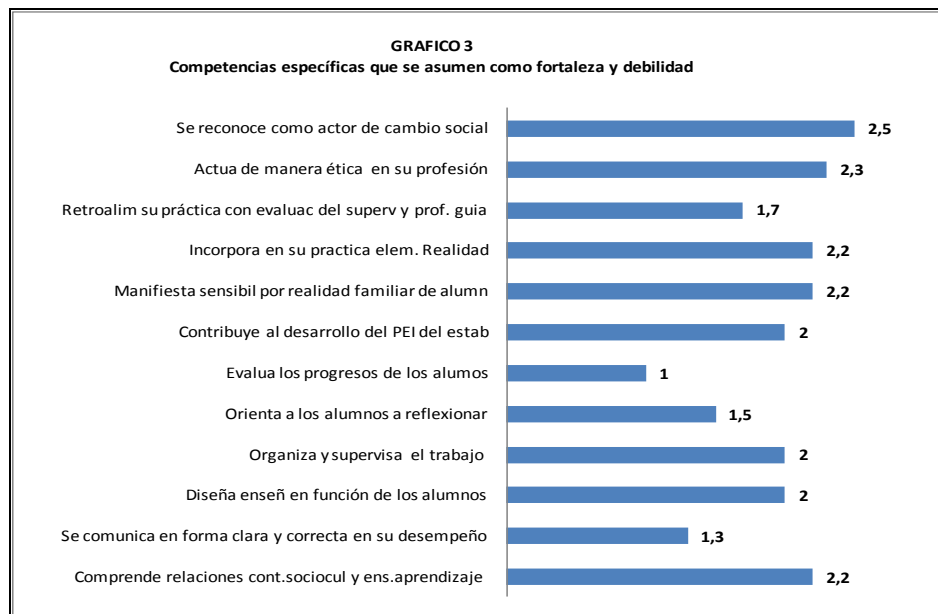 GRAFICO 3
Competencias específicas que se asumen como fortaleza y debilidad
Se reconoce como actor de cambio social 2,5
Actua de manera ética en su profesión 2,3
Retroalim su práctica con evaluac del superv y prof. guia 1,7
Incorpora en su practica elem. Realidad 2,2
Manifiesta sensibil por realidad familiar de alumn 2,2
Contribuye al desarrollo del PEI del estab 2
Evalua los progresos de los alumos 1
Orienta a los alumnos a reflexionar 1,5
Organiza y supervisa el trabajo 2
Diseña enseñ en función de los alumnos 2
Se comunica en forma clara y correcta en su desempeño 1,3
Comprende relaciones cont.sociocul y ens.aprendizaje 2,2